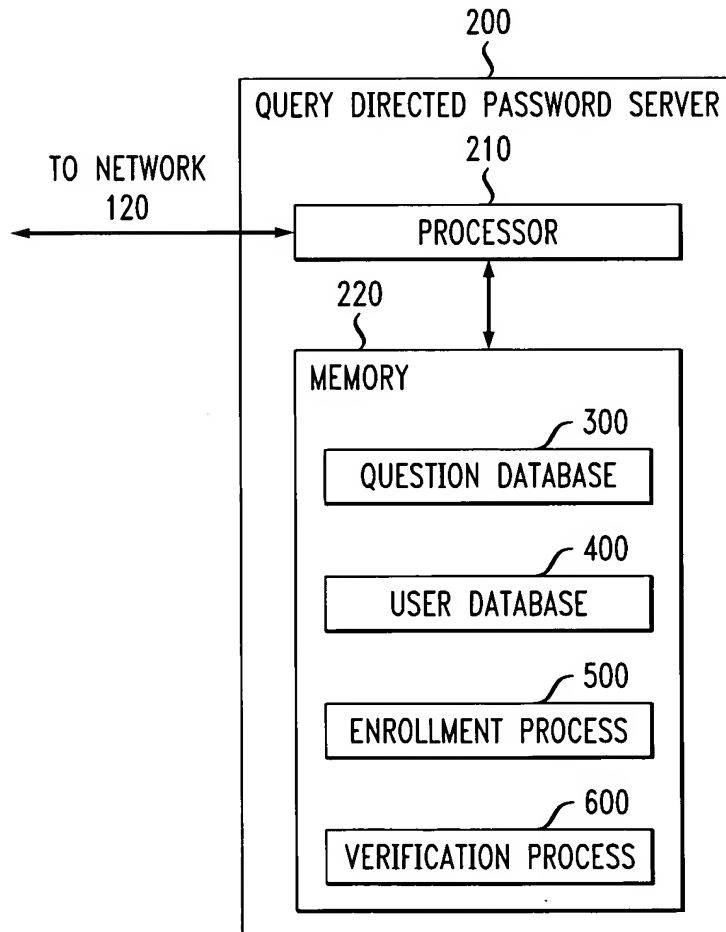 200
QUERY DIRECTED PASSWORD SERVER
TO NETWORK
120
210
PROCESSOR
220
MEMORY
300
QUESTION DATABASE
400
USER DATABASE
500
ENROLLMENT PROCESS
600
VERIFICATION PROCESS